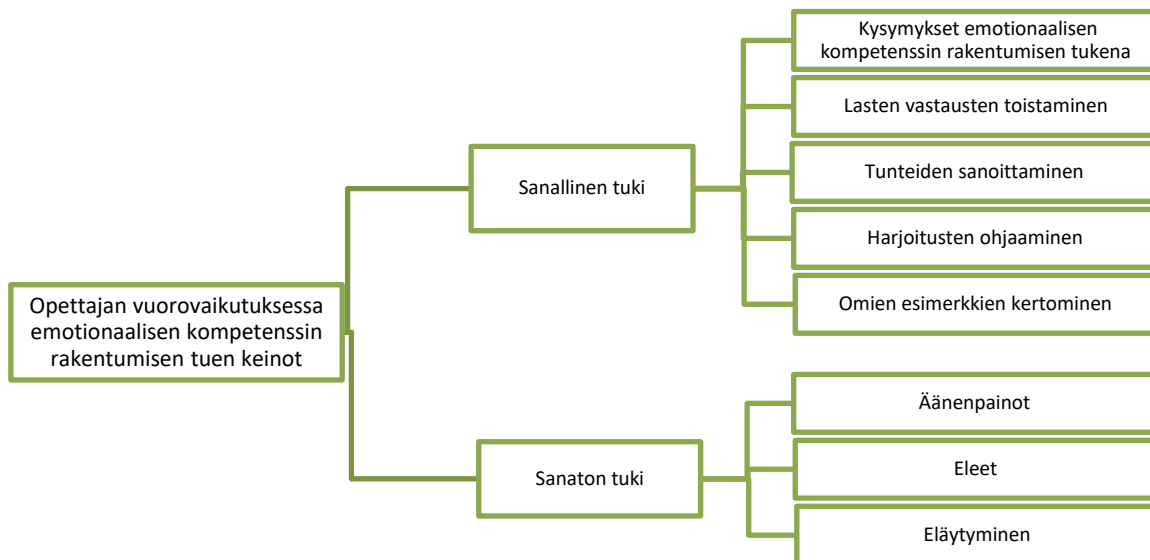 Opettajan vuorovaikutuksessa
emotionaalisen kompetenssin
rakentumisen tuen keinot
Sanallinen tuki
Kysymykset emotionaalisen
kompetenssin rakentumisen tukena
Lasten vastausten toistaminen
Tunteiden sanoittaminen
Harjoitusten ohjaaminen
Omien esimerkkien kertominen
Sanaton tuki
Äänenpainot
Eleet
Eläytyminen